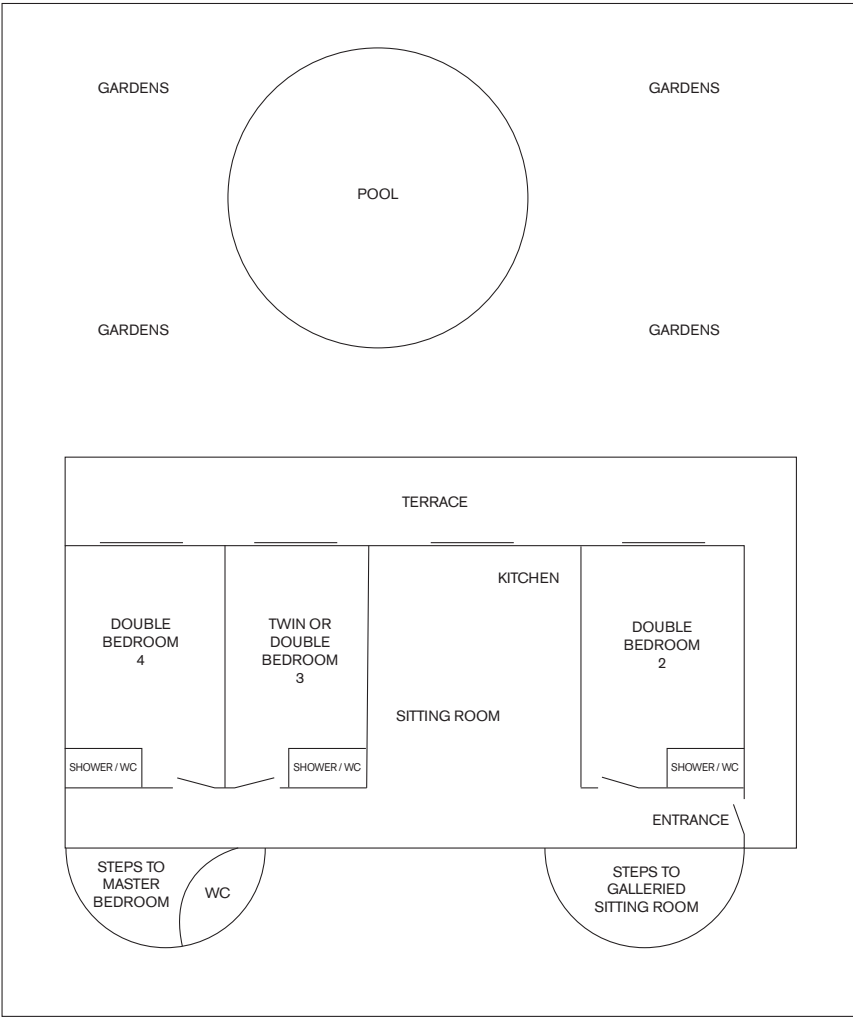 GARDENS
GARDENS
POOL
GARDENS
GARDENS
TERRACE
KITCHEN
DOUBLE
BEDROOM
4
TWIN OR
DOUBLE
BEDROOM
3
DOUBLE
BEDROOM
2
SITTING ROOM
SHOWER / WC
SHOWER / WC
SHOWER / WC
ENTRANCE
STEPS TO
MASTER
BEDROOM
WC
STEPS TO
GALLERIED
SITTING ROOM